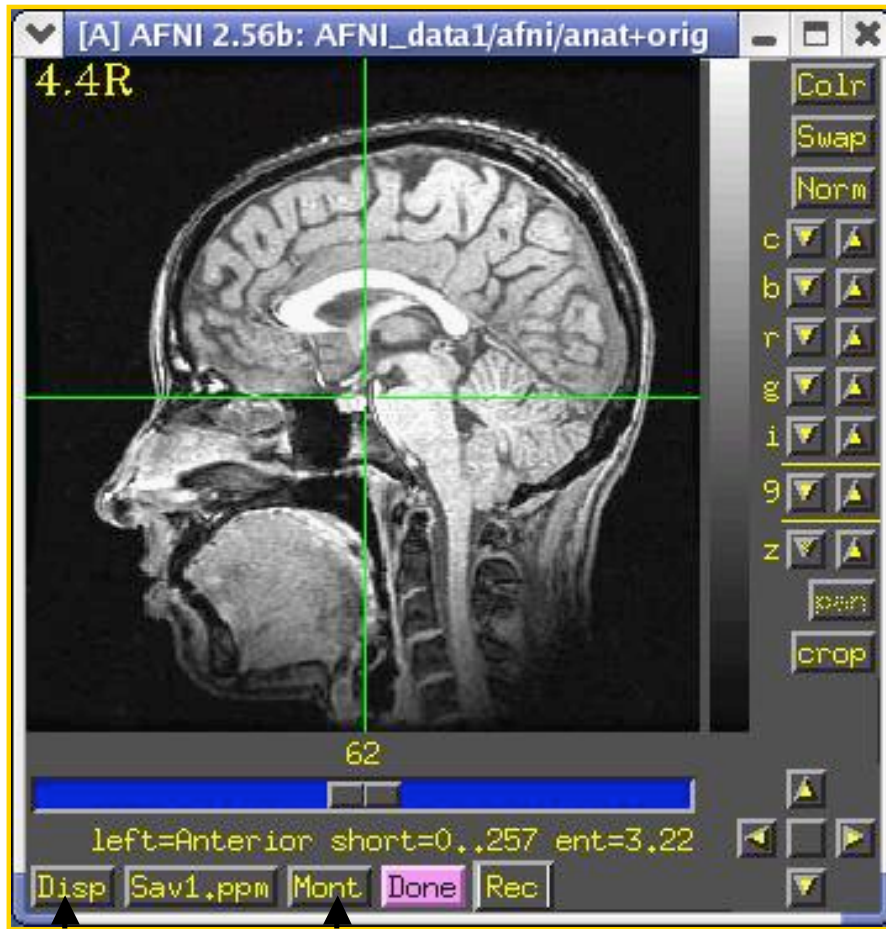 [A] AFNI 2.56b: AFNI_data1/afni/anat+orig
4.4R
Colr
Swap
Norm
c
b
r
g
i
9
z
pan
crop
62
left=Anterior short=0..257 ent=3.22
Disp Sav1.ppm Mont Done Rec